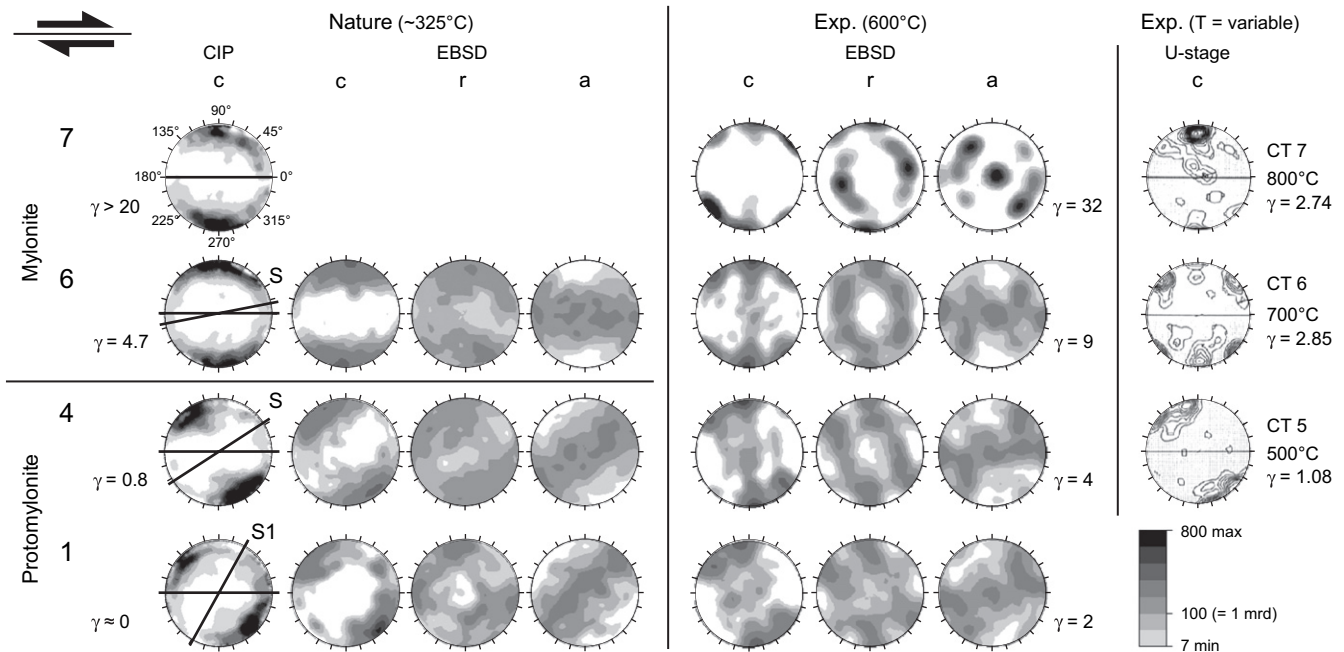 Nature (~325°C)
Exp. (600°C)
Exp. (T = variable)
CIP
EBSD
EBSD
U-stage
c
c
r
a
c
r
a
c
Mylonite
7
90°
135°
45°
180°
0°
225°
315°
270°
γ > 20
γ = 32
CT 7
800°C
γ = 2.74
6
S
γ = 4.7
γ = 9
CT 6
700°C
γ = 2.85
Protomylonite
4
S
γ = 0.8
γ = 4
CT 5
500°C
γ = 1.08
1
S1
γ ≈ 0
γ = 2
800 max
100 (= 1 mrd)
7 min